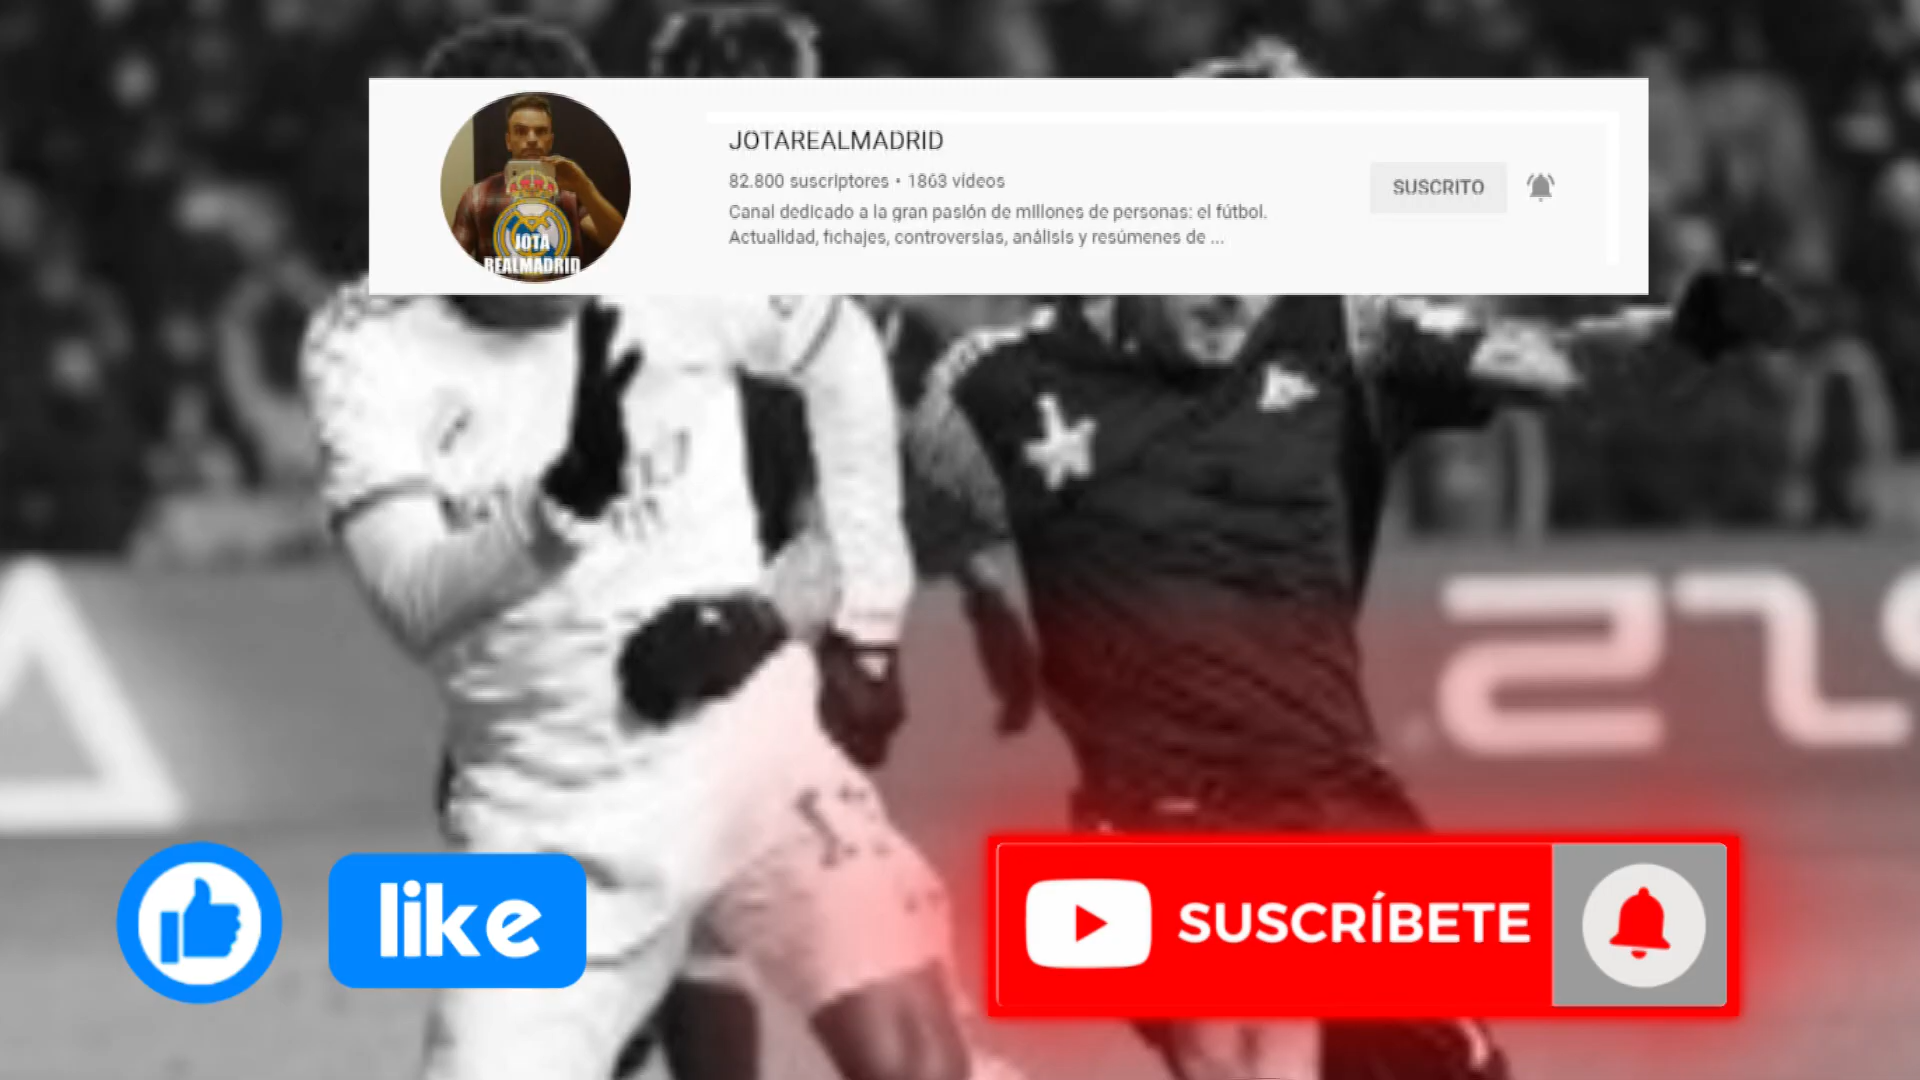 JOTAREALMADRID
82.800 suscriptores • 1863 vídeos
Canal dedicado a la gran pasión de millones de personas: el fútbol.
Actualidad, fichajes, controversias, análisis y resúmenes de ...
SUSCRITO
JOTA
REALMADRID
like
SUSCRÍBETE